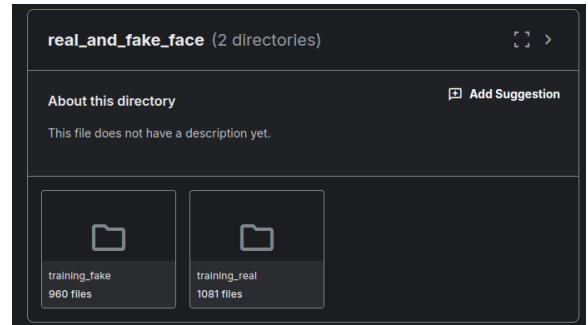 real_and_fake_face (2 directories)
About this directory
Add Suggestion
This file does not have a description yet.
training_fake
960 files
training_real
1081 files